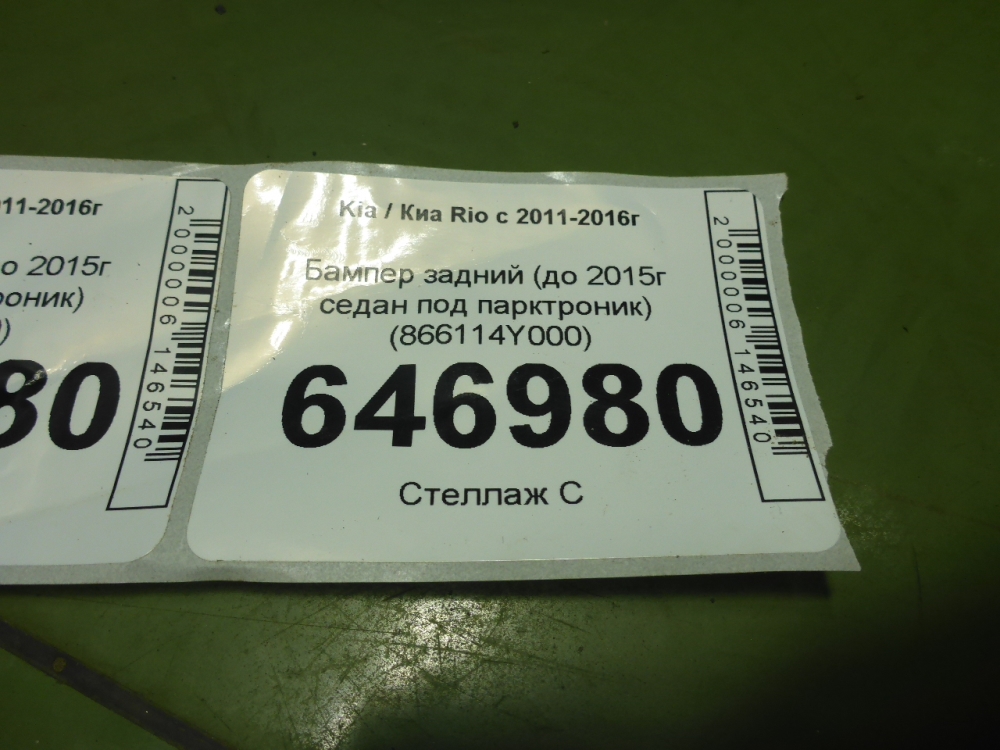 011-2016г
о 2015г
роник)
)
80
2000006146540
Kia / Киа Rio с 2011-2016г
Бампер задний (до 2015г
седан под парктроник)
(866114Y000)
646980
Стеллаж С
2000006146540